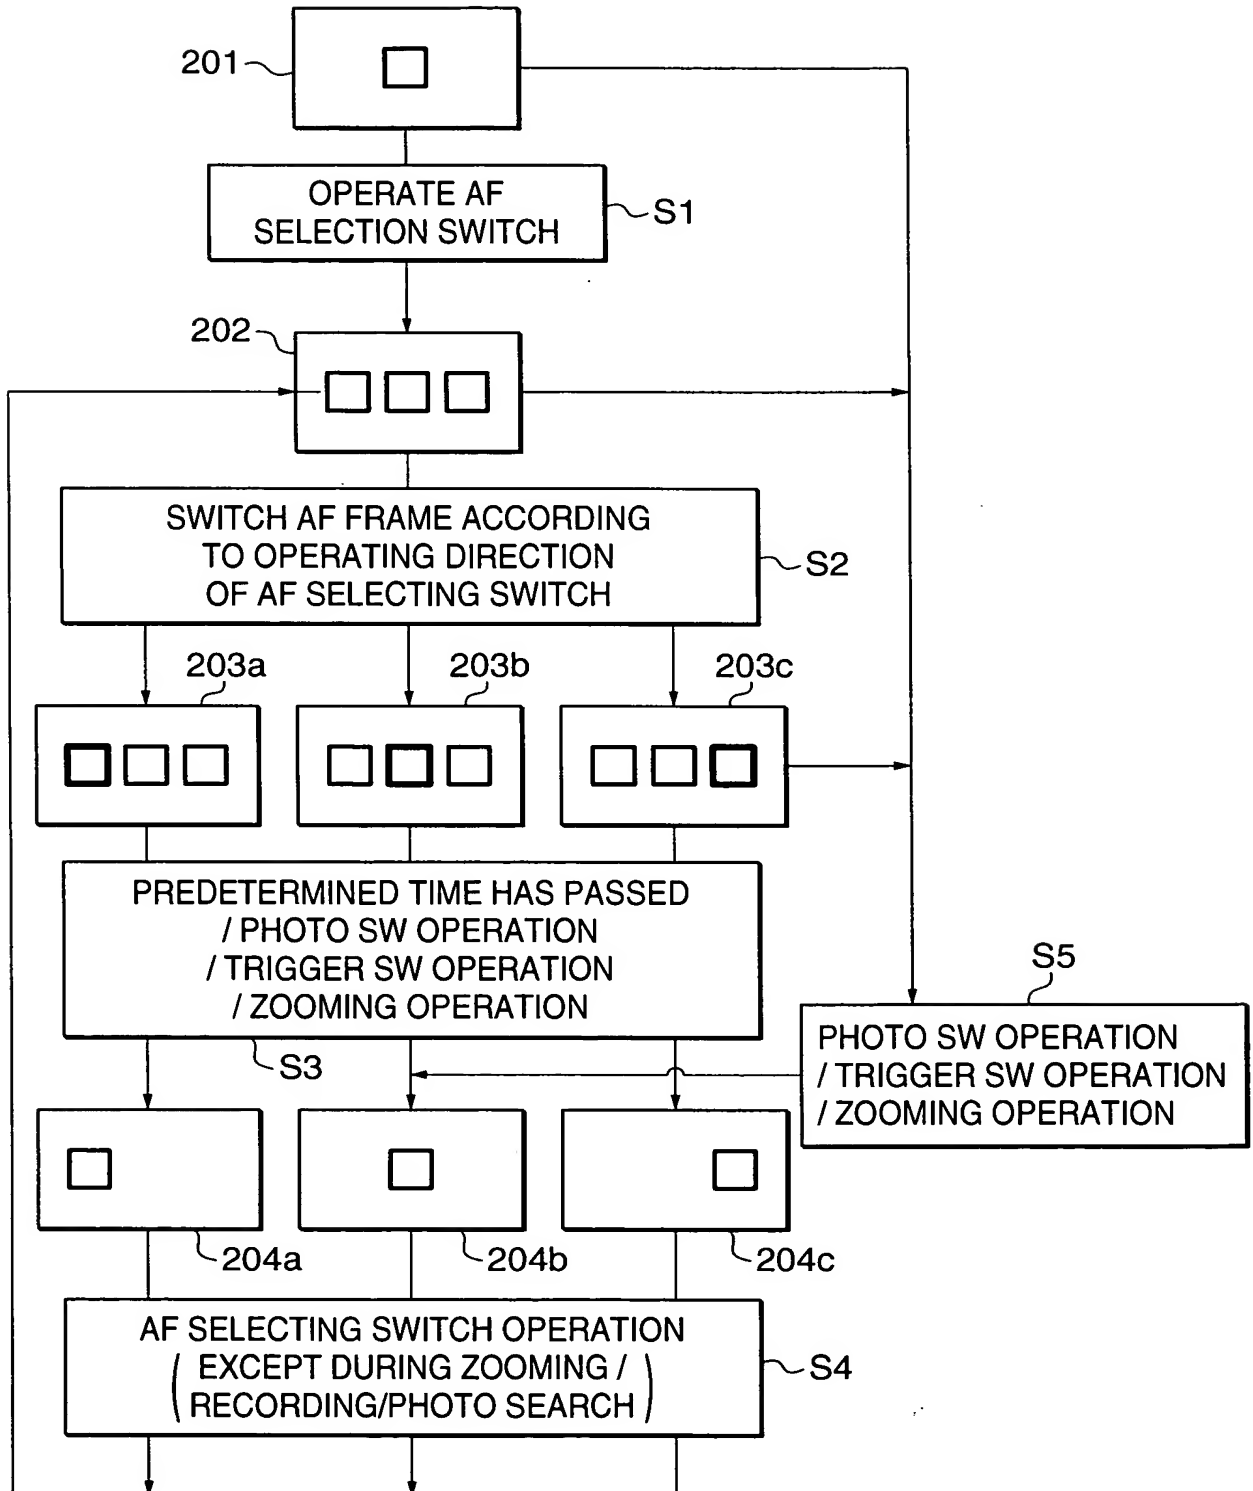 201
OPERATE AF
SELECTION SWITCH
S1
202
SWITCH AF FRAME ACCORDING
TO OPERATING DIRECTION
OF AF SELECTING SWITCH
S2
203a
203b
203c
PREDETERMINED TIME HAS PASSED
/ PHOTO SW OPERATION
/ TRIGGER SW OPERATION
/ ZOOMING OPERATION
S3
S5
PHOTO SW OPERATION
/ TRIGGER SW OPERATION
/ ZOOMING OPERATION
204a
204b
204c
AF SELECTING SWITCH OPERATION
( EXCEPT DURING ZOOMING /
RECORDING/PHOTO SEARCH )
S4